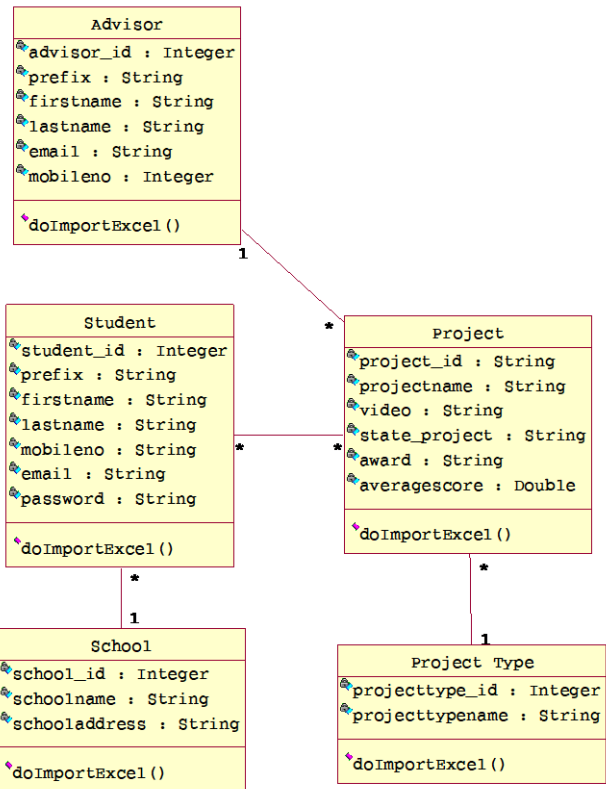 Advisor
advisor_id : Integer
prefix : String
firstname : String
lastname : String
email : String
mobileno : Integer
doImportExcel()
1
*
Student
student_id : Integer
prefix : String
firstname : String
lastname : String
mobileno : String
email : String
password : String
doImportExcel()
*
*
Project
project_id : String
projectname : String
video : String
state_project : String
award : String
averagescore : Double
doImportExcel()
*
1
School
school_id : Integer
schoolname : String
schooladdress : String
doImportExcel()
*
1
Project Type
projecttype_id : Integer
projecttypename : String
doImportExcel()